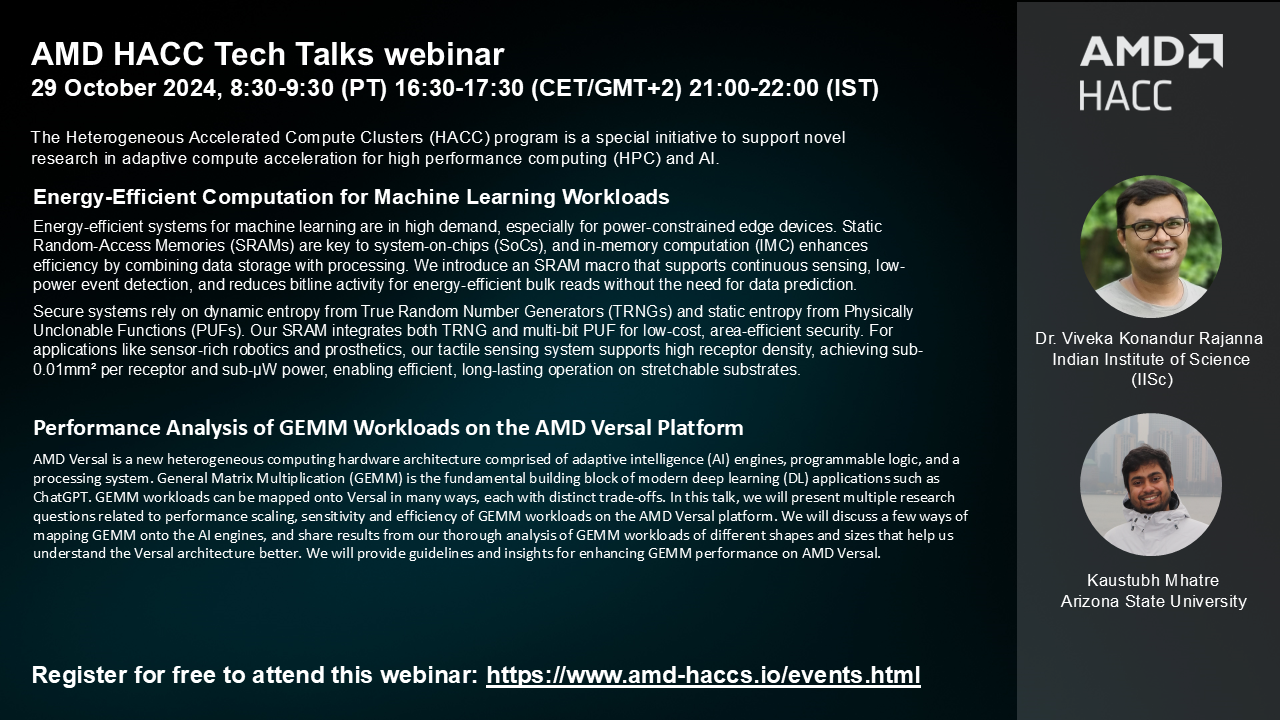 AMD HACC Tech Talks webinar
29 October 2024, 8:30-9:30 (PT) 16:30-17:30 (CET/GMT+2) 21:00-22:00 (IST)
The Heterogeneous Accelerated Compute Clusters (HACC) program is a special initiative to support novel
research in adaptive compute acceleration for high performance computing (HPC) and AI.
Energy-Efficient Computation for Machine Learning Workloads
Energy-efficient systems for machine learning are in high demand, especially for power-constrained edge devices. Static
Random-Access Memories (SRAMs) are key to system-on-chips (SoCs), and in-memory computation (IMC) enhances
efficiency by combining data storage with processing. We introduce an SRAM macro that supports continuous sensing, low-
power event detection, and reduces bitline activity for energy-efficient bulk reads without the need for data prediction.
Secure systems rely on dynamic entropy from True Random Number Generators (TRNGs) and static entropy from Physically
Unclonable Functions (PUFs). Our SRAM integrates both TRNG and multi-bit PUF for low-cost, area-efficient security. For
applications like sensor-rich robotics and prosthetics, our tactile sensing system supports high receptor density, achieving sub-
0.01mm² per receptor and sub-µW power, enabling efficient, long-lasting operation on stretchable substrates.
Performance Analysis of GEMM Workloads on the AMD Versal Platform
AMD Versal is a new heterogeneous computing hardware architecture comprised of adaptive intelligence (AI) engines, programmable logic, and a
processing system. General Matrix Multiplication (GEMM) is the fundamental building block of modern deep learning (DL) applications such as
ChatGPT. GEMM workloads can be mapped onto Versal in many ways, each with distinct trade-offs. In this talk, we will present multiple research
questions related to performance scaling, sensitivity and efficiency of GEMM workloads on the AMD Versal platform. We will discuss a few ways of
mapping GEMM onto the AI engines, and share results from our thorough analysis of GEMM workloads of different shapes and sizes that help us
understand the Versal architecture better. We will provide guidelines and insights for enhancing GEMM performance on AMD Versal.
Register for free to attend this webinar: https://www.amd-haccs.io/events.html
AMD
HACC
Dr. Viveka Konandur Rajanna
Indian Institute of Science
(IISc)
Kaustubh Mhatre
Arizona State University